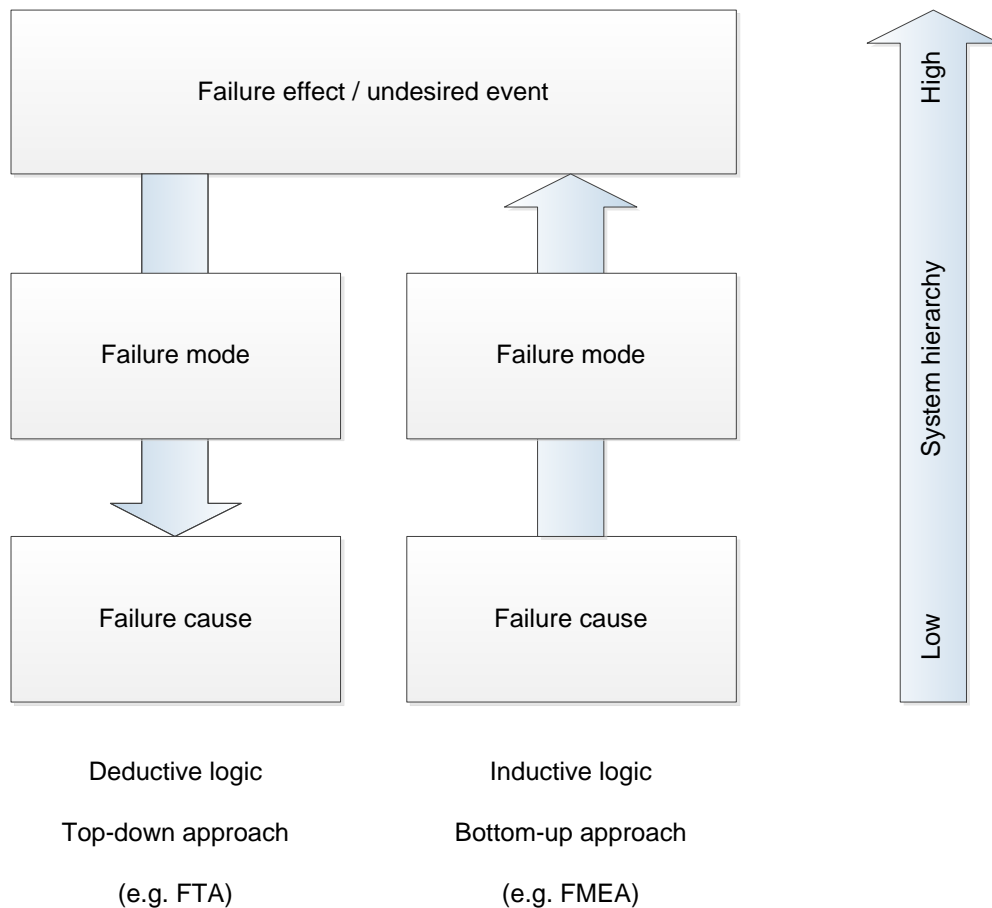 Failure effect / undesired event
Failure mode
Failure mode
Failure cause
Failure cause
Deductive logic
Inductive logic
Top-down approach
Bottom-up approach
(e.g. FTA)
(e.g. FMEA)
High
System hierarchy
Low